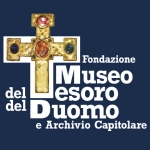 Fondazione
Museo
del Tesoro
del Duomo
e Archivio Capitolare